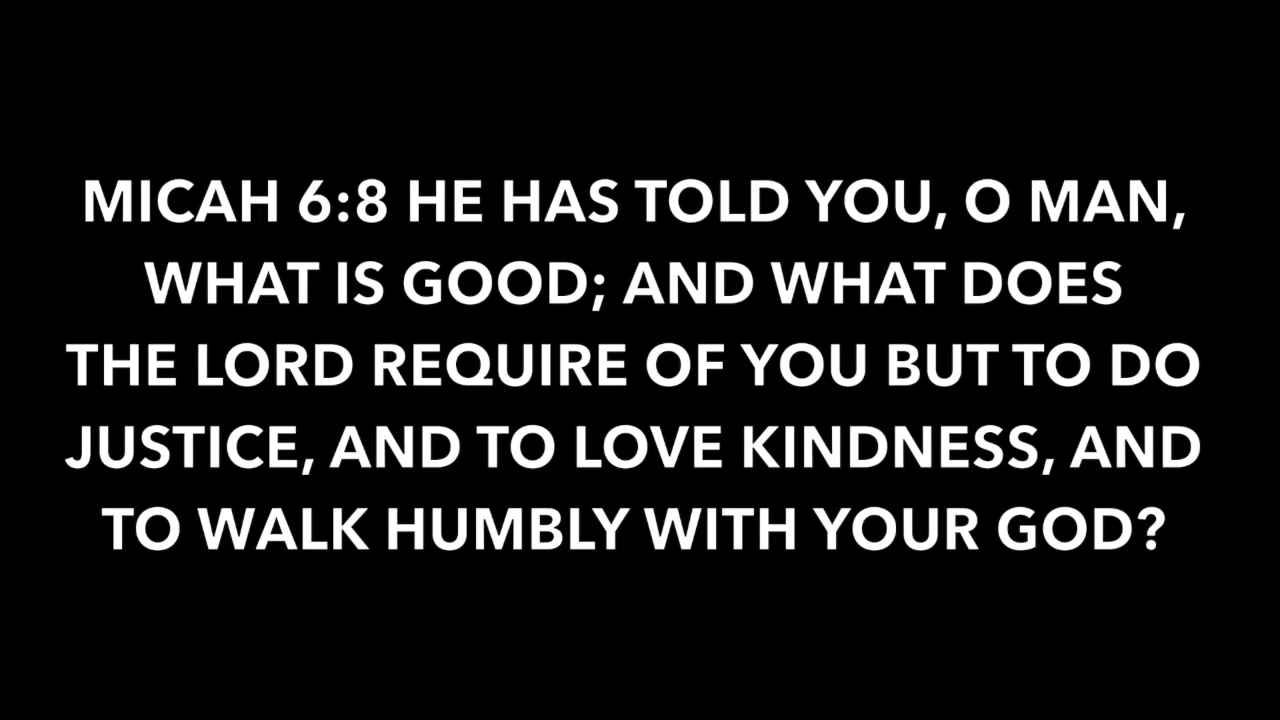 MICAH 6:8 HE HAS TOLD YOU, O MAN,
WHAT IS GOOD; AND WHAT DOES
THE LORD REQUIRE OF YOU BUT TO DO
JUSTICE, AND TO LOVE KINDNESS, AND
TO WALK HUMBLY WITH YOUR GOD?